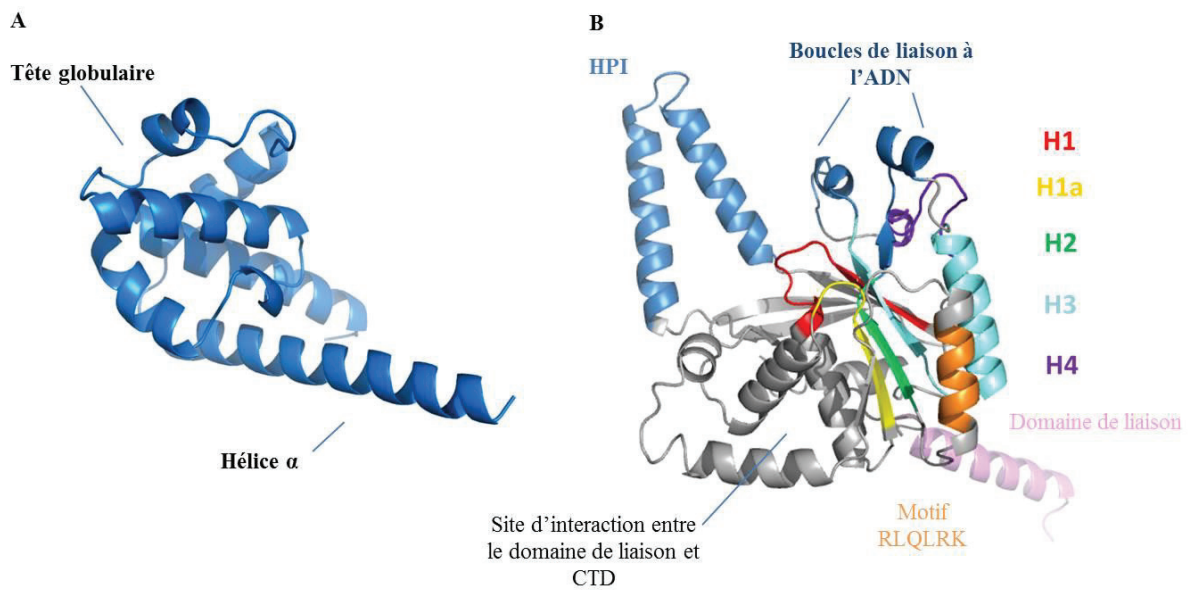 A
Tête globulaire
Hélice α
B
HPI
Boucles de liaison à
l’ADN
H1
H1a
H2
H3
H4
Domaine de liaison
Motif
RLQLRK
Site d’interaction entre
le domaine de liaison et
CTD